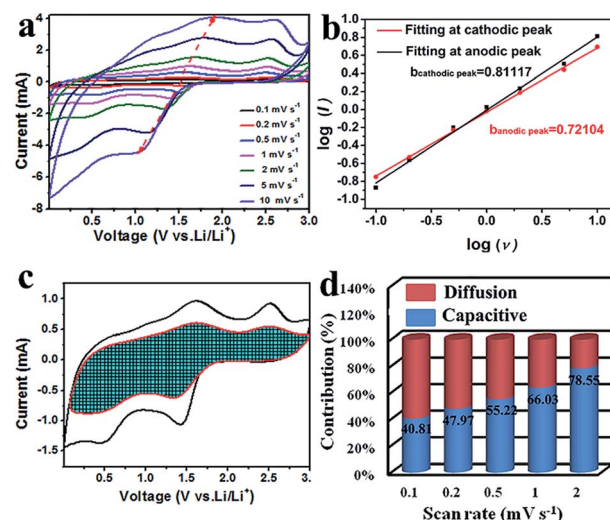 a
Current (mA)
4
2
0
-2
-4
-6
-8
0.1 mV s⁻¹
0.2 mV s⁻¹
0.5 mV s⁻¹
1 mV s⁻¹
2 mV s⁻¹
5 mV s⁻¹
10 mV s⁻¹
0.5 1.0 1.5 2.0 2.5 3.0
Voltage (V vs.Li/Li⁺)
b
log (I)
1.0
0.8
0.6
0.4
0.2
0.0
-0.2
-0.4
-0.6
-0.8
-1.0
Fitting at cathodic peak
Fitting at anodic peak
bcathodic peak=0.81117
banodic peak=0.72104
-1.0 -0.5 0.0 0.5 1.0
log (ν)
c
Current (mA)
1.0
0.5
0.0
-0.5
-1.0
-1.5
0.5 1.0 1.5 2.0 2.5 3.
Voltage (V vs.Li/Li⁺)
d
Contribution (%)
140%
120%
100%
80%
60%
40%
20%
0%
Diffusion
Capacitive
40.81
47.97
55.22
66.03
78.55
0.1 0.2 0.5 1 2
Scan rate (mV s⁻¹)